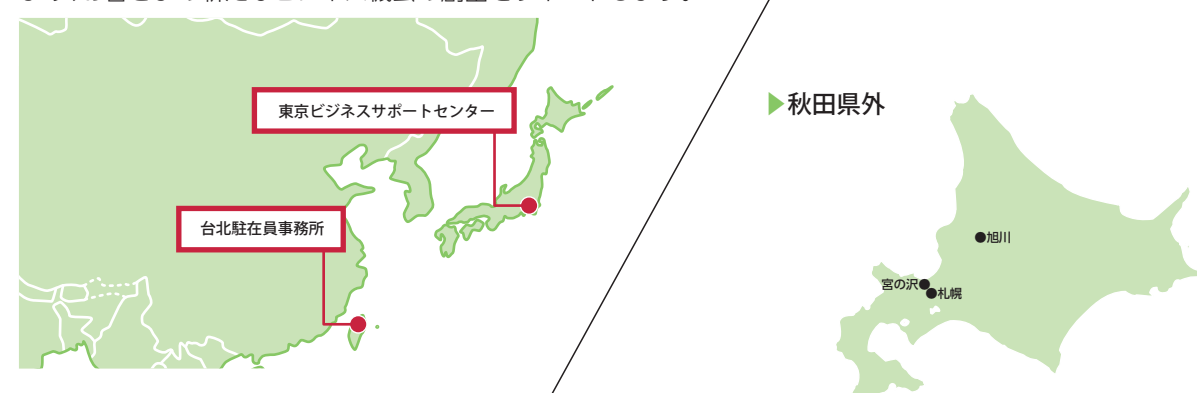 東京ビジネスサポートセンター
台北駐在員事務所
▶秋田県外
●旭川
宮の沢●
●札幌